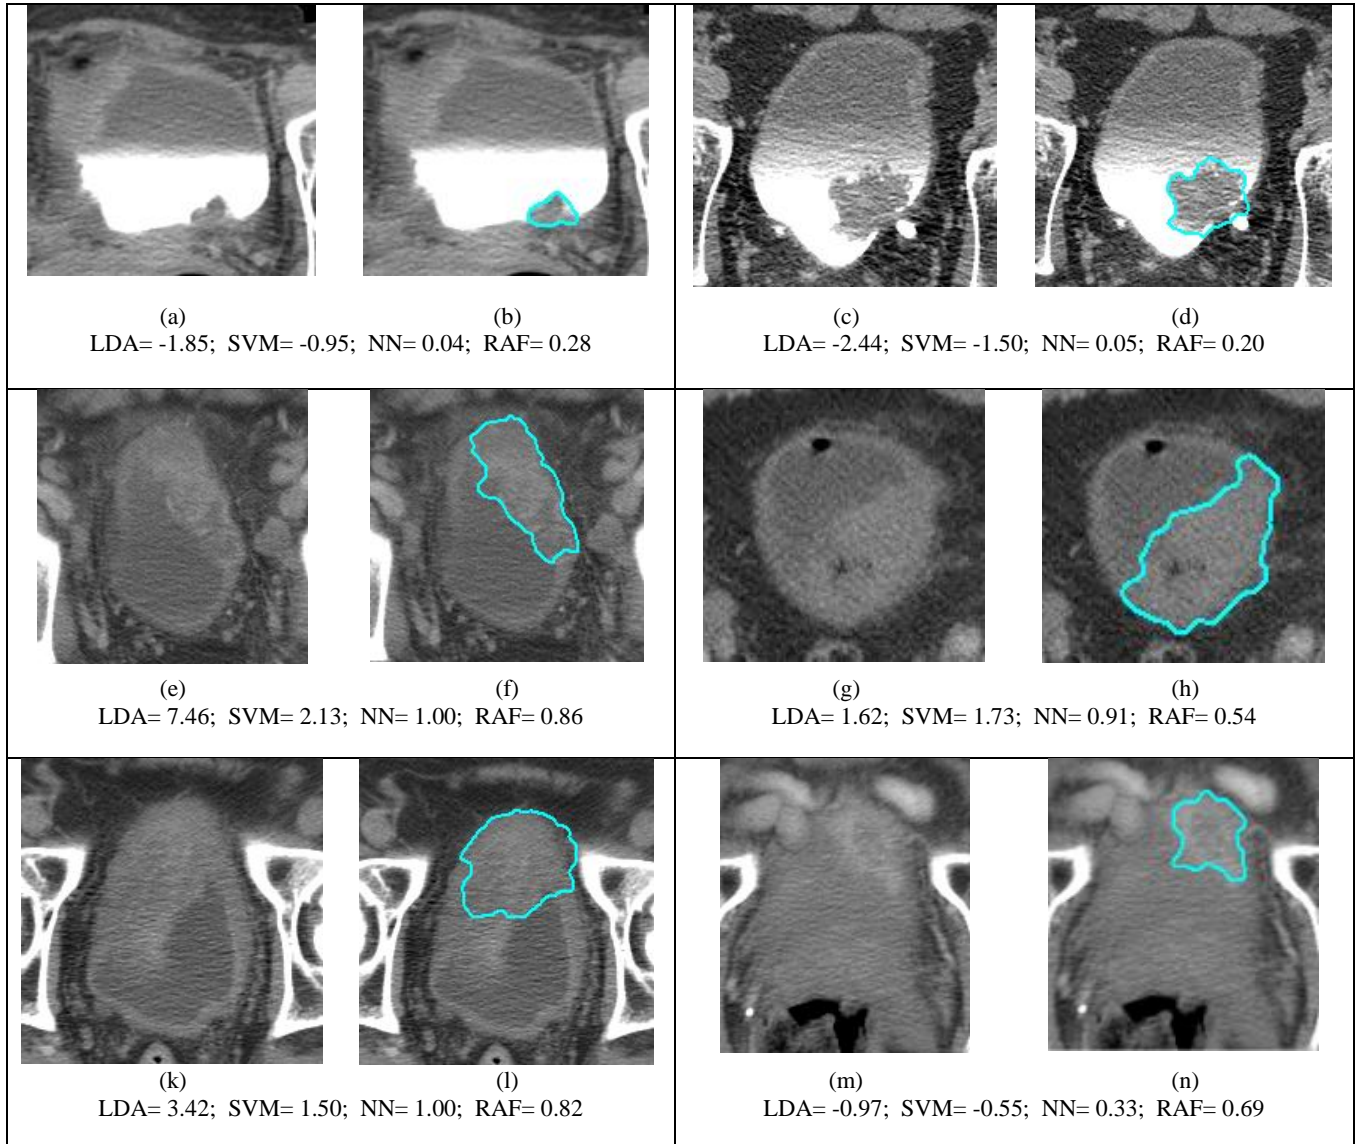 (a) (b)
LDA= -1.85; SVM= -0.95; NN= 0.04; RAF= 0.28
(c) (d)
LDA= -2.44; SVM= -1.50; NN= 0.05; RAF= 0.20
(e) (f)
LDA= 7.46; SVM= 2.13; NN= 1.00; RAF= 0.86
(g) (h)
LDA= 1.62; SVM= 1.73; NN= 0.91; RAF= 0.54
(k) (l)
LDA= 3.42; SVM= 1.50; NN= 1.00; RAF= 0.82
(m) (n)
LDA= -0.97; SVM= -0.55; NN= 0.33; RAF= 0.69